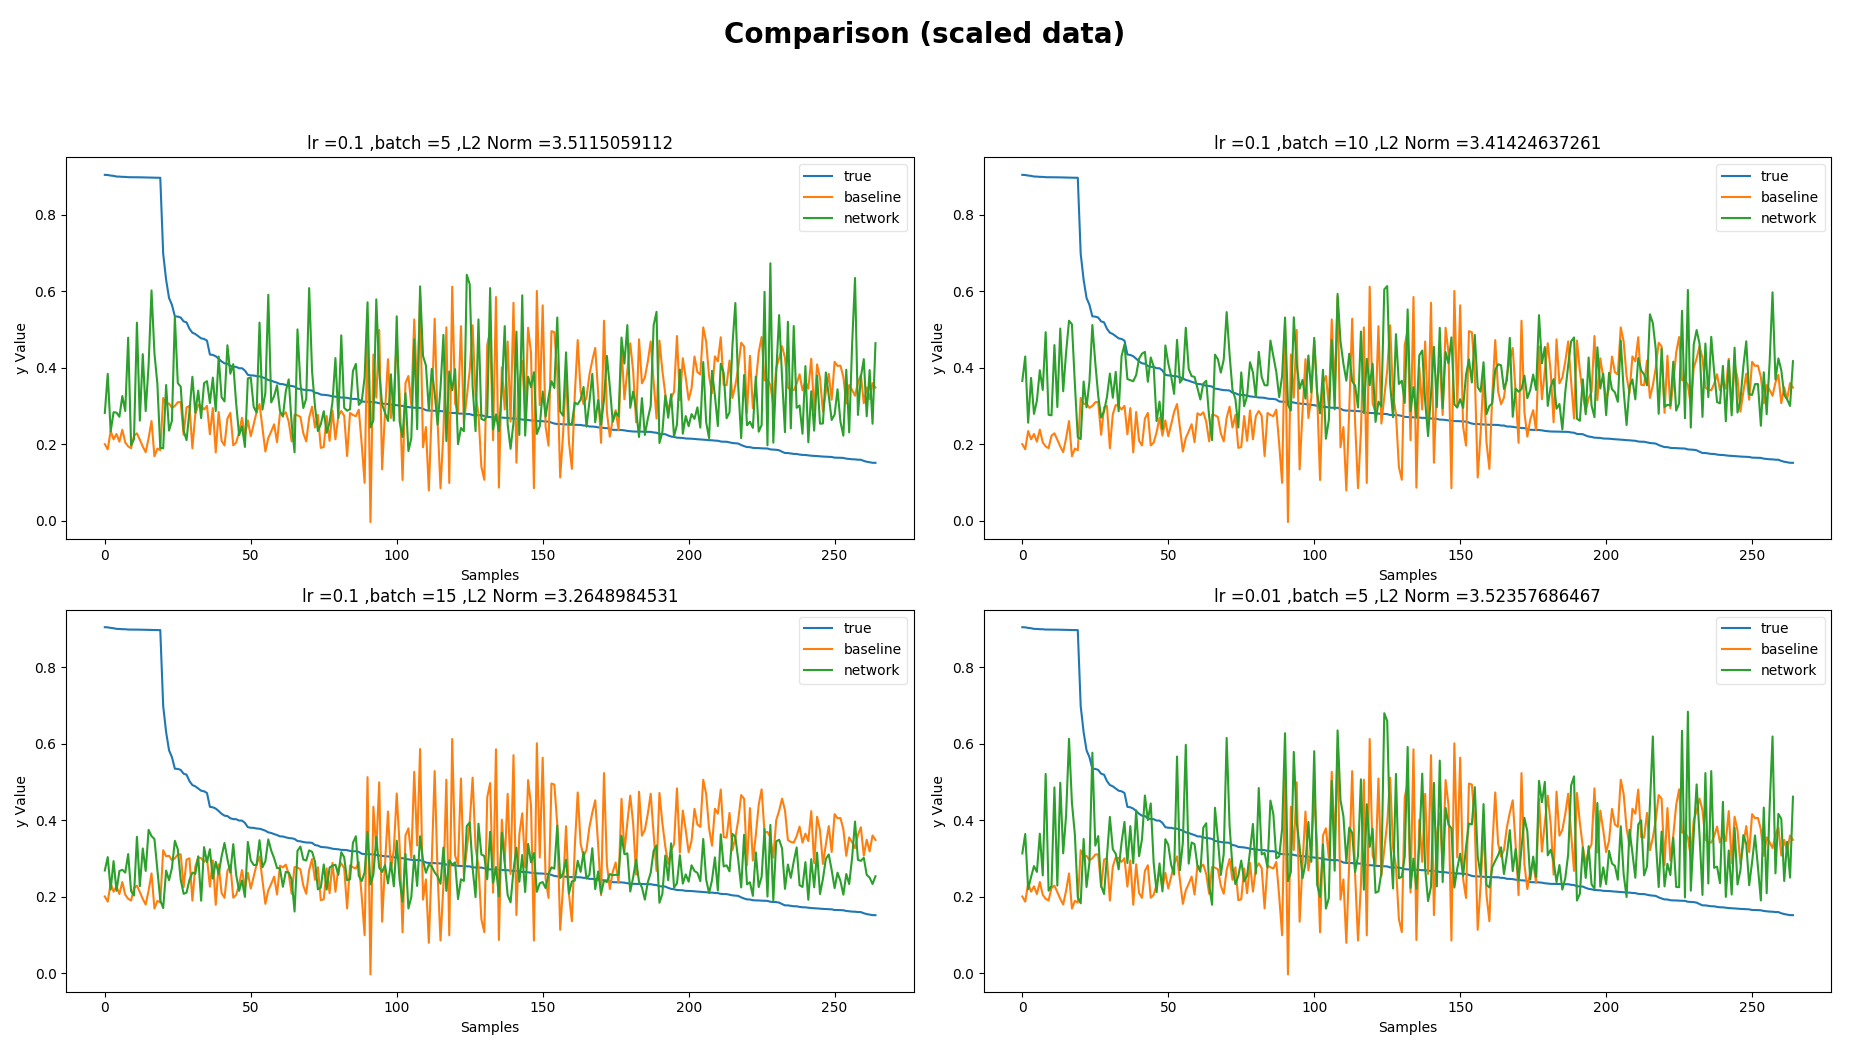 Comparison (scaled data)
lr =0.1 ,batch =5 ,L2 Norm =3.5115059112
y Value
0.8
0.6
0.4
0.2
0.0
true
baseline
network
0
50
100
150
200
250
Samples
lr =0.1 ,batch =10 ,L2 Norm =3.41424637261
y Value
0.8
0.6
0.4
0.2
0.0
true
baseline
network
0
50
100
150
200
250
Samples
lr =0.1 ,batch =15 ,L2 Norm =3.2648984531
y Value
0.8
0.6
0.4
0.2
0.0
true
baseline
network
0
50
100
150
200
250
Samples
lr =0.01 ,batch =5 ,L2 Norm =3.52357686467
y Value
0.8
0.6
0.4
0.2
0.0
true
baseline
network
0
50
100
150
200
250
Samples